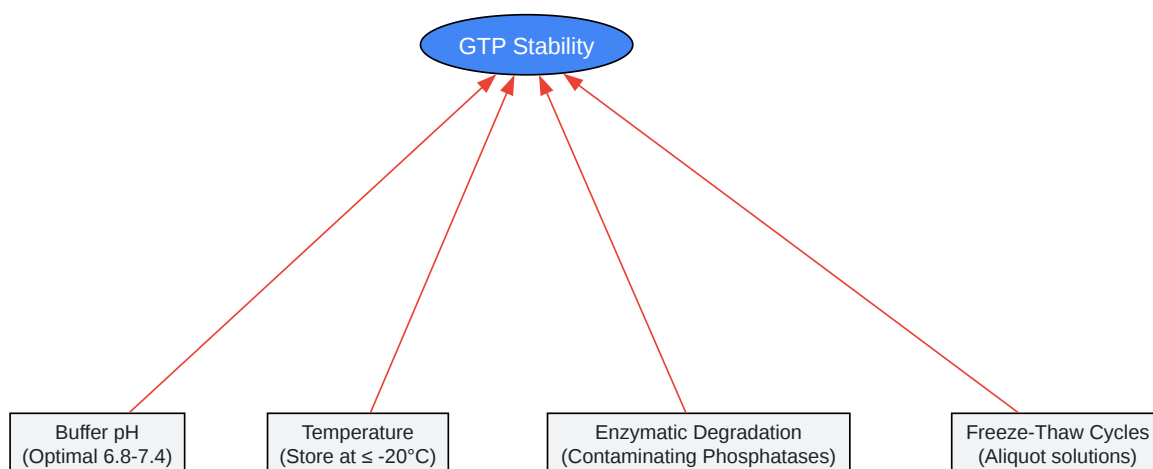 GTP Stability
Buffer pH
(Optimal 6.8-7.4)
Temperature
(Store at ≤ -20°C)
Enzymatic Degradation
(Contaminating Phosphatases)
Freeze-Thaw Cycles
(Aliquot solutions)